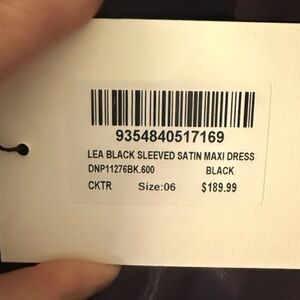 9354840517169
LEA BLACK SLEEVED SATIN MAXI DRESS
DNP11276BK.600 BLACK
CKTR Size:06 $189.99